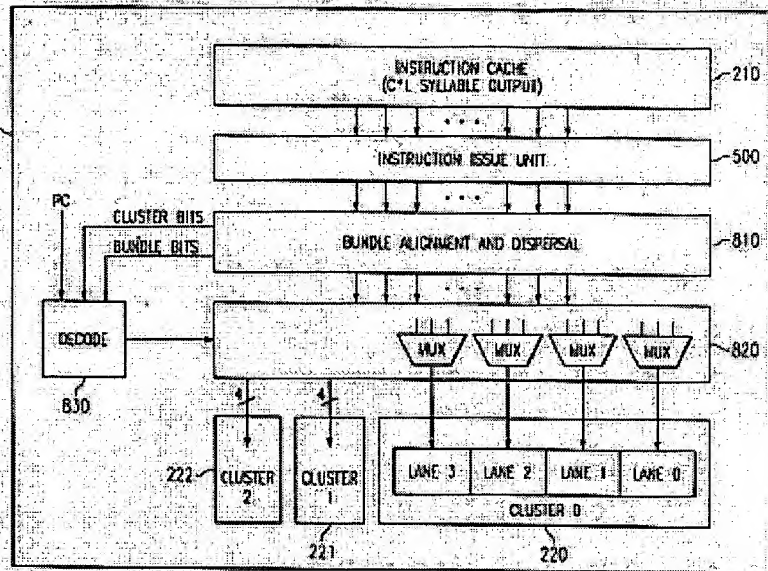 INSTRUCTION CACHE
(C*L SYLLABLE OUTPUT)
210
INSTRUCTION ISSUE UNIT
500
PC
CLUSTER BITS
BUNDLE BITS
BUNDLE ALIGNMENT AND DISPERSAL
810
DECODE
830
MUX
MUX
MUX
MUX
820
4
4
222
CLUSTER
2
CLUSTER
1
221
LANE 3
LANE 2
LANE 1
LANE 0
CLUSTER 0
220